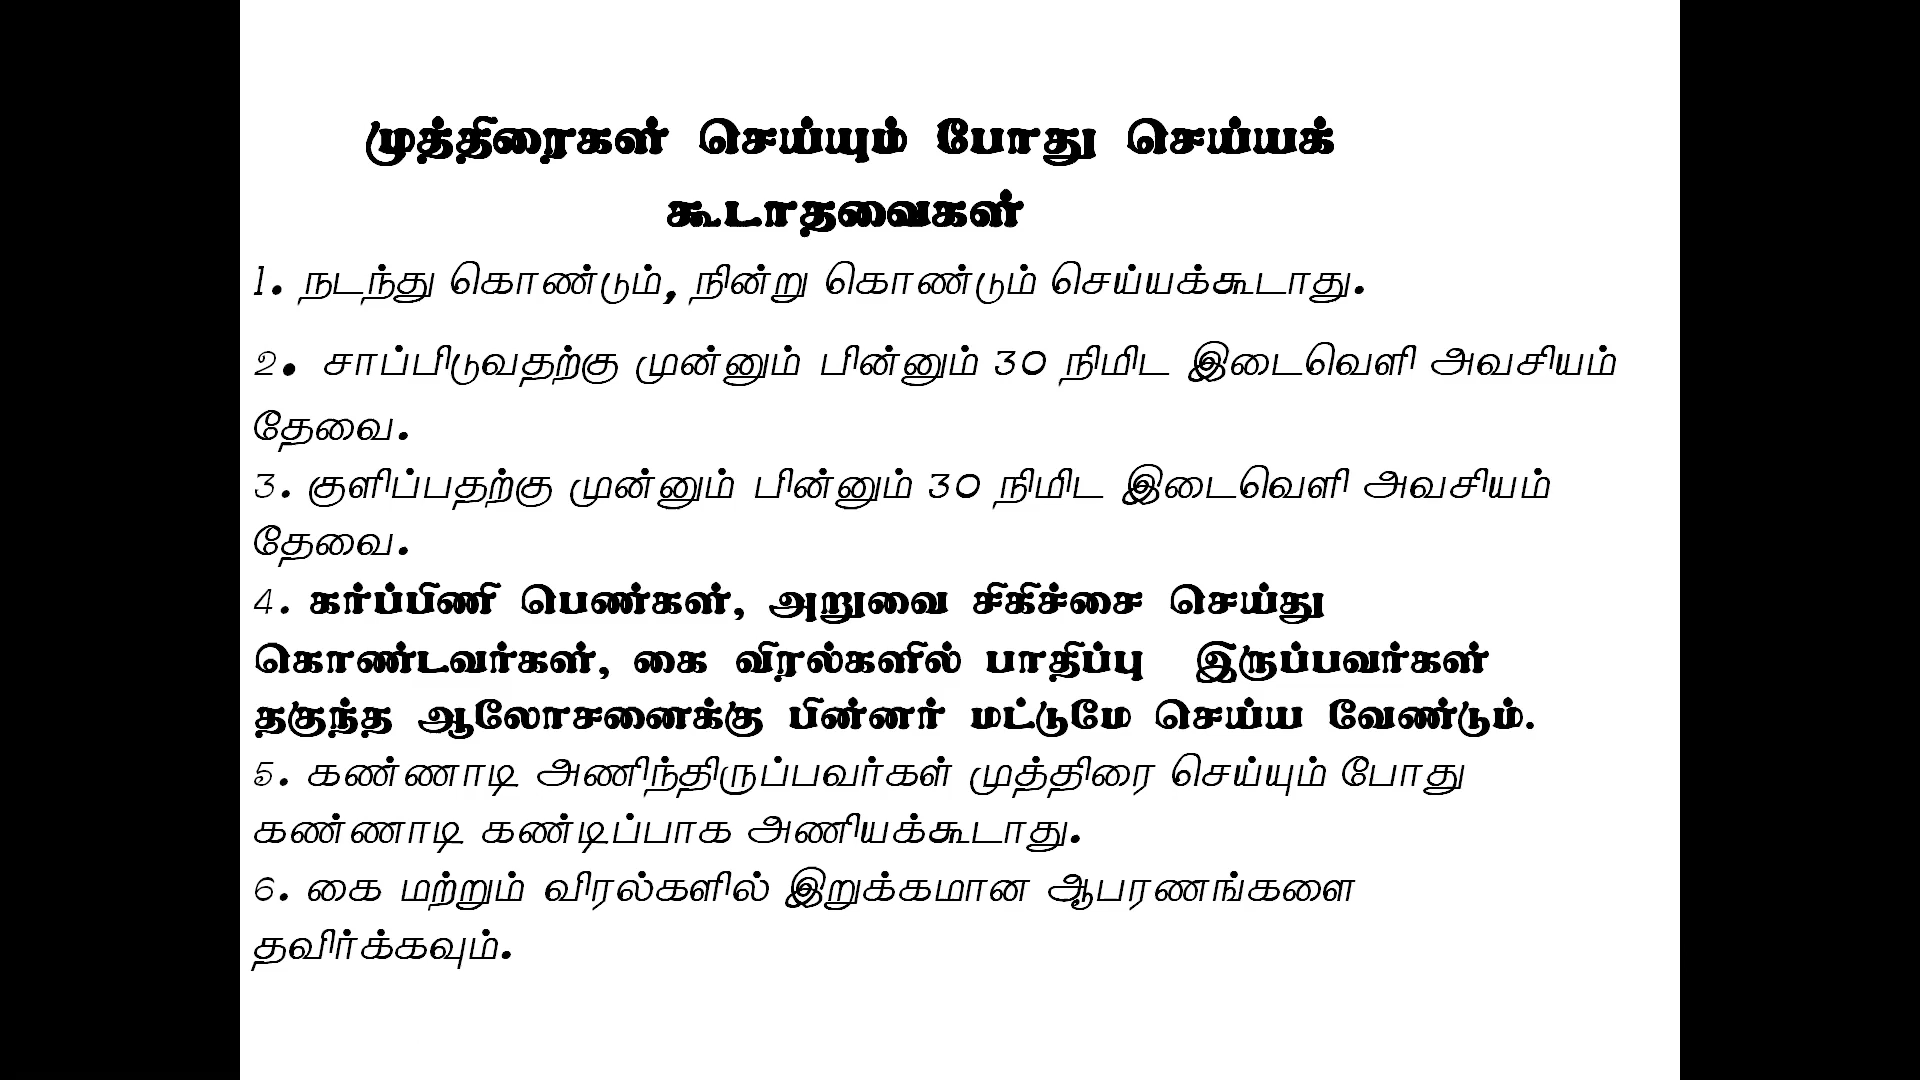 முத்திரைகள் செய்யும் போது செய்யக்
கூடாதவைகள்
1. நடந்து கொண்டும், நின்று கொண்டும் செய்யக்கூடாது.
2. சாப்பிடுவதற்கு முன்னும் பின்னும் 30 நிமிட இடைவெளி அவசியம்
தேவை.
3. குளிப்பதற்கு முன்னும் பின்னும் 30 நிமிட இடைவெளி அவசியம்
தேவை.
4. கர்ப்பிணி பெண்கள், அறுவை சிகிச்சை செய்து
கொண்டவர்கள், கை விரல்களில் பாதிப்பு இருப்பவர்கள்
தகுந்த ஆலோசனைக்கு பின்னர் மட்டுமே செய்ய வேண்டும்.
5. கண்ணாடி அணிந்திருப்பவர்கள் முத்திரை செய்யும் போது
கண்ணாடி கண்டிப்பாக அணியக்கூடாது.
6. கை மற்றும் விரல்களில் இறுக்கமான ஆபரணங்களை
தவிர்க்கவும்.